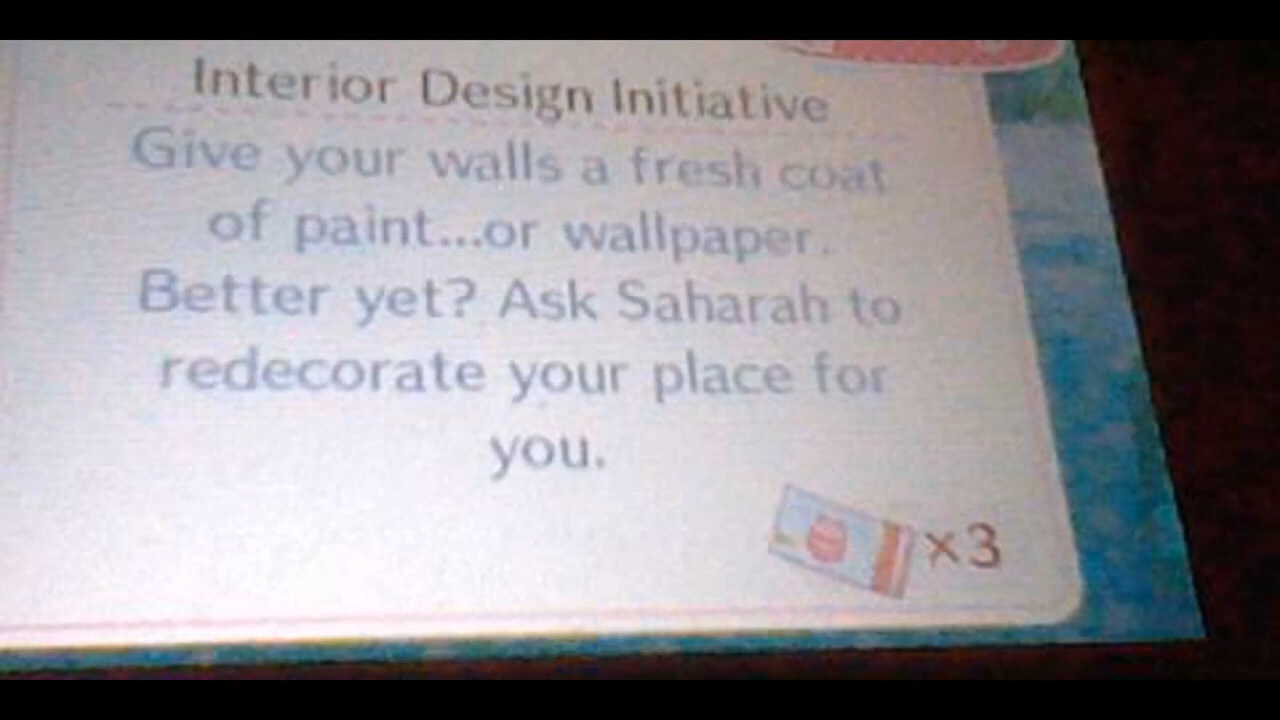 Interior Design Initiative
Give your walls a fresh coat
of paint...or wallpaper.
Better yet? Ask Saharah to
redecorate your place for
you.
×3